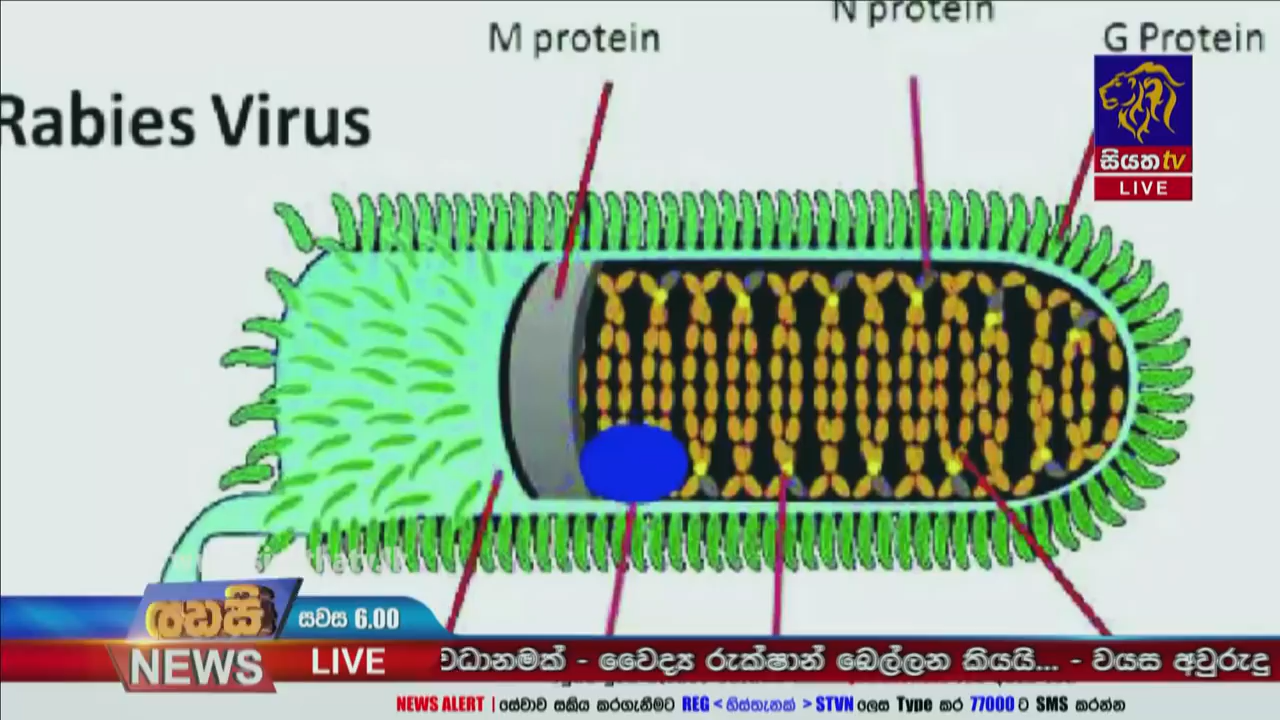 N protein
M protein
G Protein
Rabies Virus
සියත tv
LIVE
ලඩසි
සවස 6.00
NEWS
LIVE
වධානමක් - වෛද්‍ය රුක්ෂාන් බෙල්ලන කියයි... - වයස අවුරුදු
NEWS ALERT | සේවාව සක්‍රිය කරගැනීමට REG < හිස්තැනක් > STVN ලෙස Type කර 77000 ට SMS කරන්න